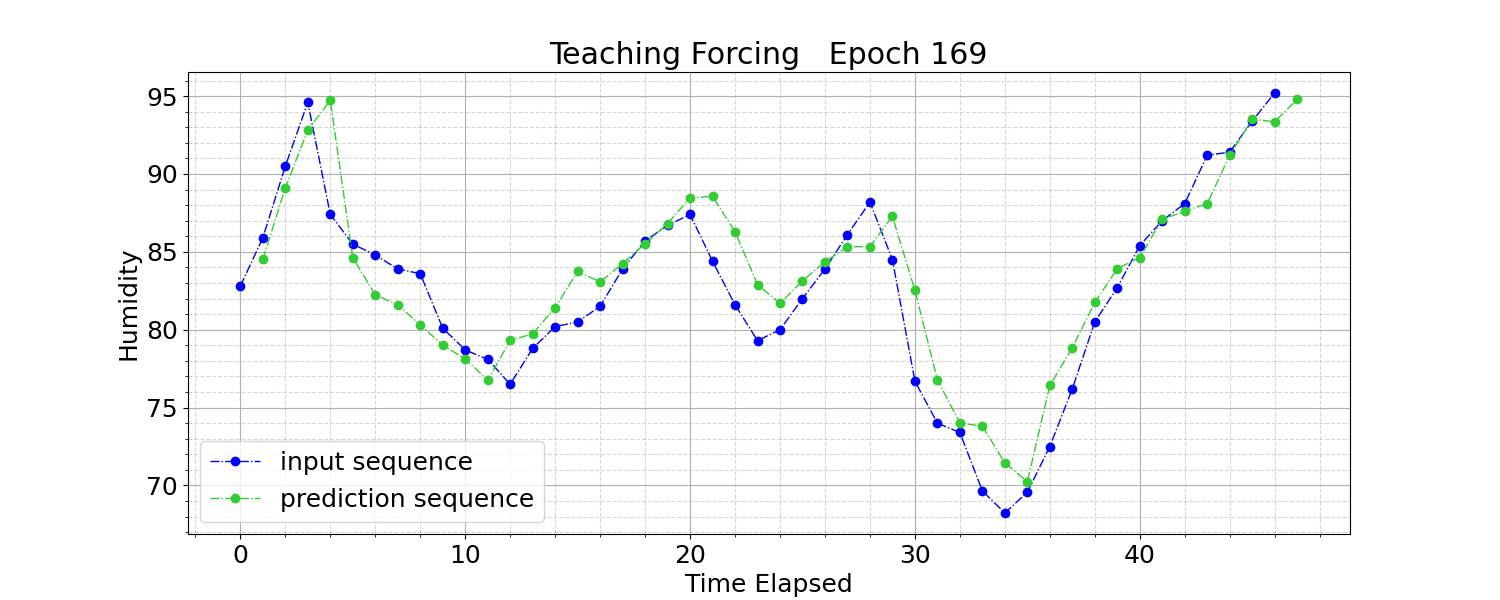 Teaching Forcing   Epoch 169
95
90
85
80
75
70
Humidity
input sequence
prediction sequence
0 10 20 30 40
Time Elapsed